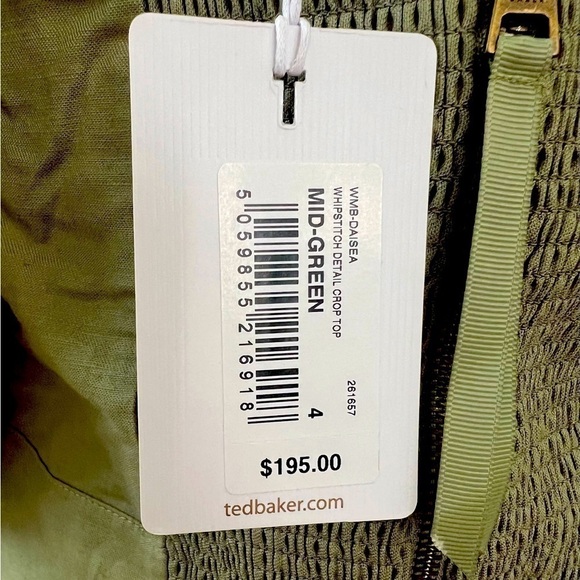 WMB-DAISEA
WHIPSTITCH DETAIL CROP TOP
261657
MID-GREEN
4
5 059855 216918
$195.00
tedbaker.com